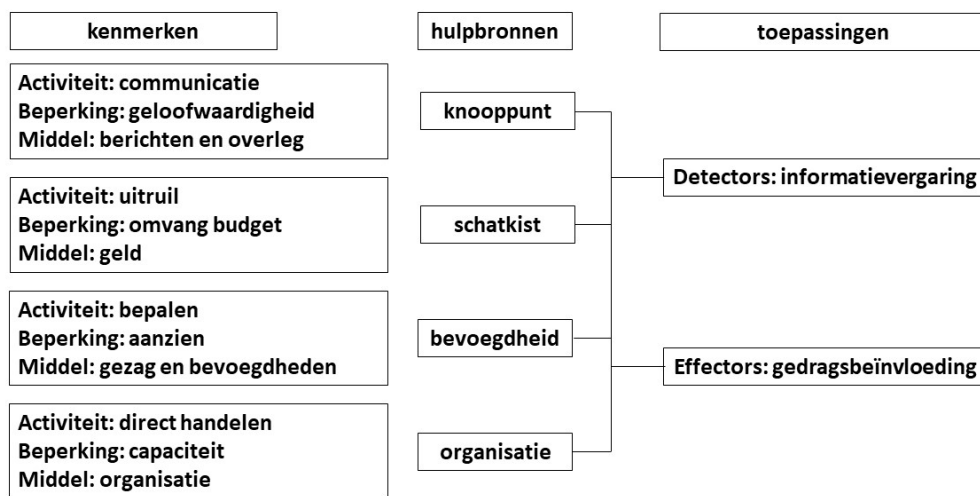 kenmerken
hulpbronnen
toepassingen
Activiteit: communicatie
Beperking: geloofwaardigheid
Middel: berichten en overleg
knooppunt
Detectors: informatievergaring
Activiteit: uitruil
Beperking: omvang budget
Middel: geld
schatkist
Activiteit: bepalen
Beperking: aanzien
Middel: gezag en bevoegdheden
bevoegdheid
Effectors: gedragsbeïnvloeding
Activiteit: direct handelen
Beperking: capaciteit
Middel: organisatie
organisatie